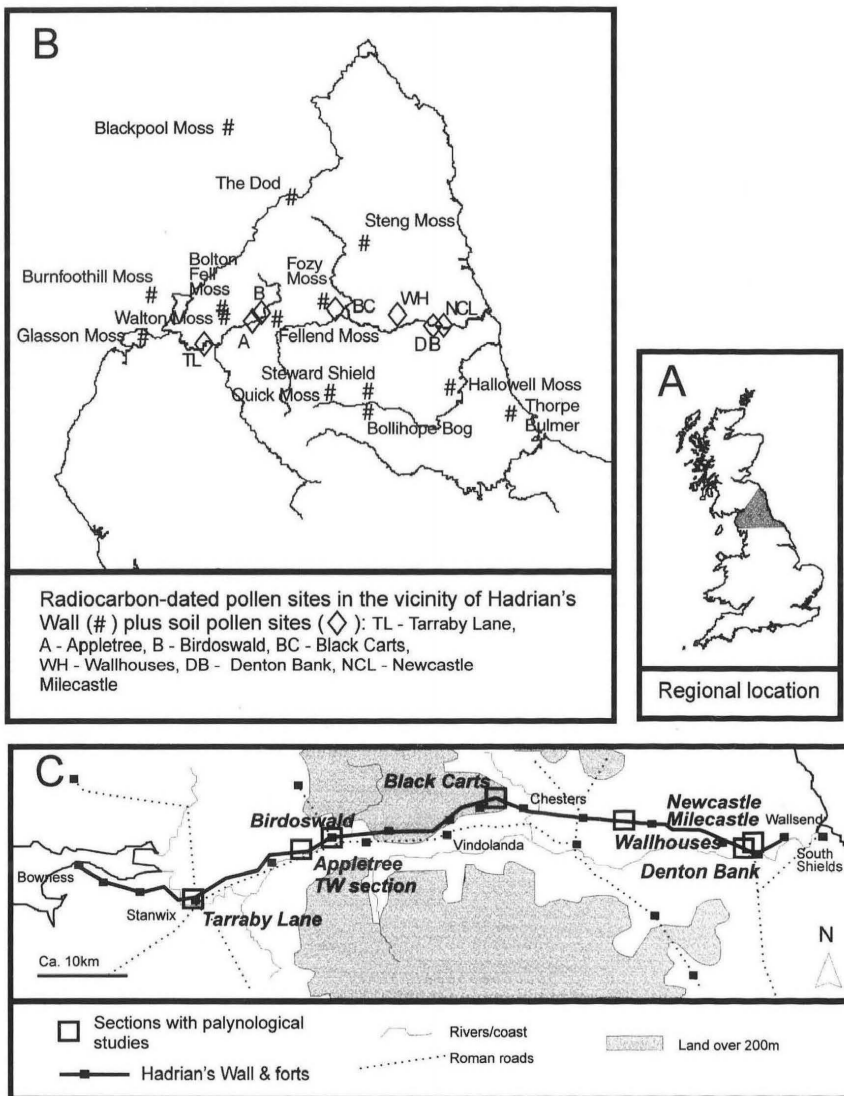 B
Blackpool Moss #
The Dod #
Steng Moss
#
Bolton
Fell
Moss
Fozy
Moss
Burnfoothill Moss #
#
#
B
WH
NCL
BC
Walton Moss #
Glasson Moss #
A
#
Fellend Moss
DB
TL
Steward Shield
Quick Moss # #
# Hallowell Moss
#
Bollihope Bog
# Thorpe
Bulmer
Radiocarbon-dated pollen sites in the vicinity of Hadrian's
Wall (#) plus soil pollen sites (◇): TL - Tarraby Lane,
A - Appletree, B - Birdoswald, BC - Black Carts,
WH - Wallhouses, DB - Denton Bank, NCL - Newcastle
Milecastle
A
Regional location
C
Black Carts
Chesters
Newcastle
Milecastle
Wallsend
Birdoswald
Bowness
Appletree
TW section
Vindolanda
Wallhouses
Denton Bank
South
Shields
Stanwix
Tarraby Lane
Ca. 10km
N
Sections with palynological
studies
Rivers/coast
Roman roads
Land over 200m
Hadrian's Wall & forts